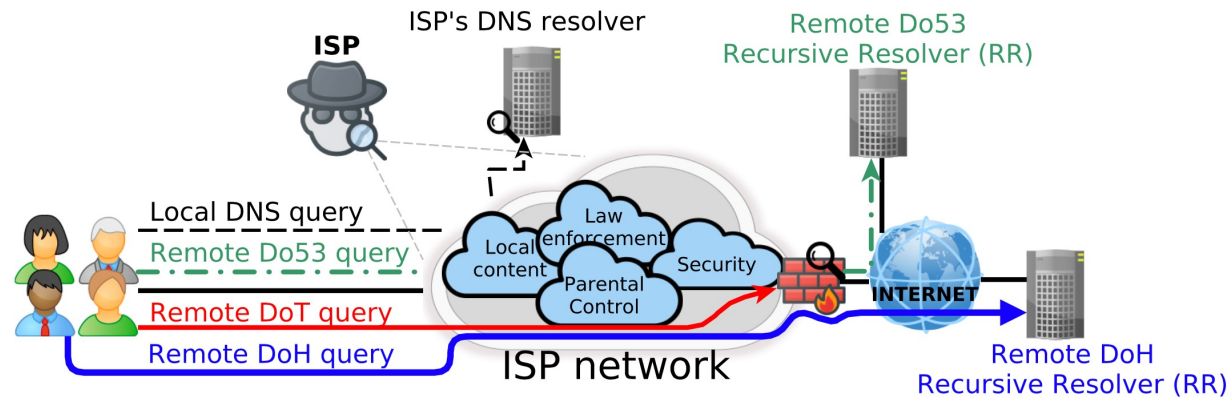 ISP's DNS resolver
ISP
Remote Do53
Recursive Resolver (RR)
Local DNS query
Remote Do53 query
Remote DoT query
Remote DoH query
Law
enforcement
Local
content
Security
Parental
Control
ISP network
INTERNET
Remote DoH
Recursive Resolver (RR)